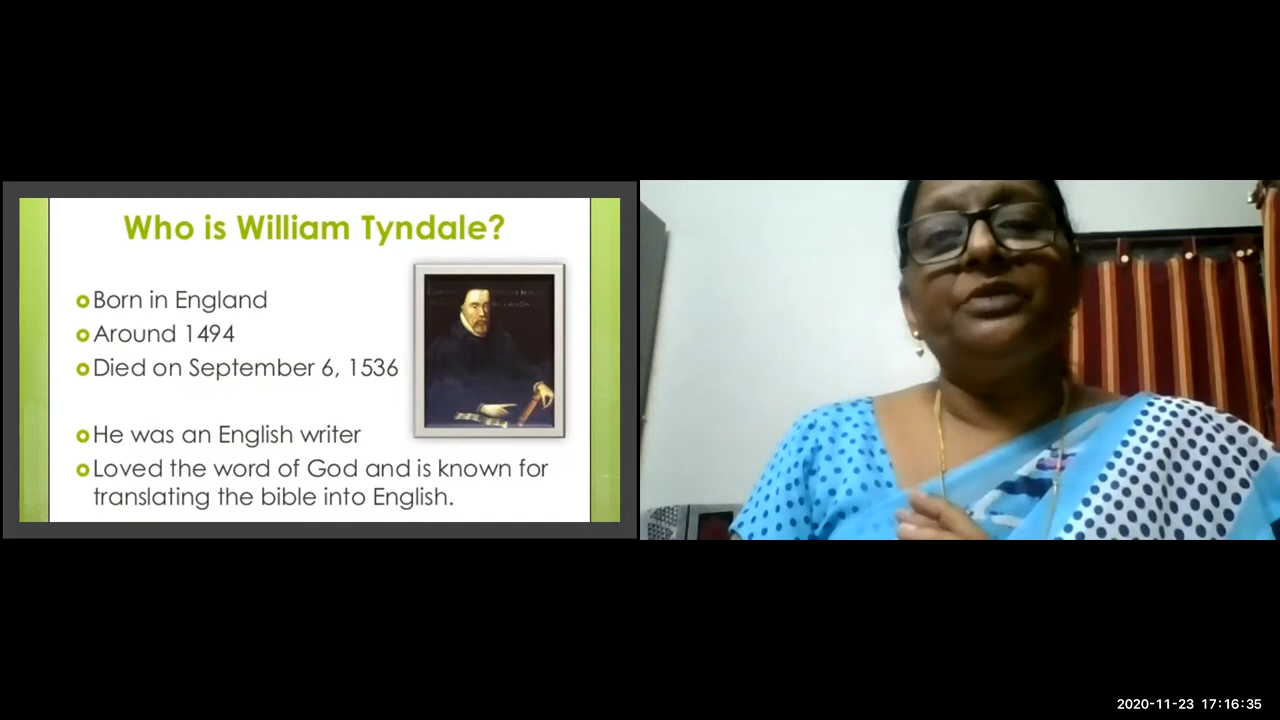 Who is William Tyndale?
Born in England
Around 1494
Died on September 6, 1536
He was an English writer
Loved the word of God and is known for
translating the bible into English.
2020-11-23 17:16:35